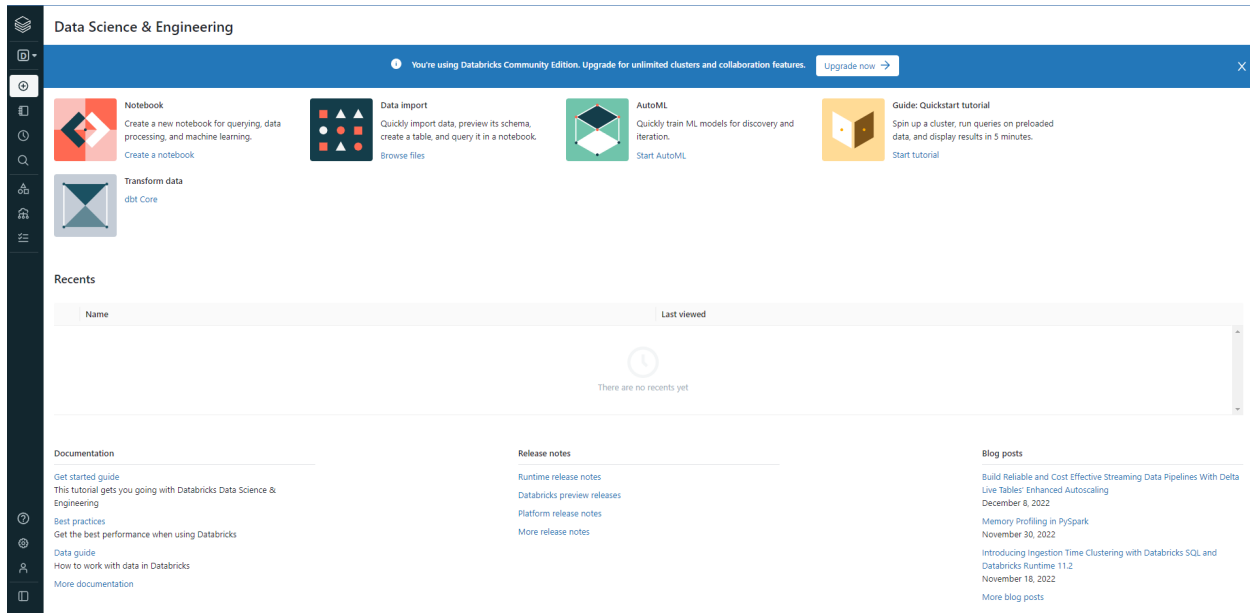 Data Science & Engineering
D
You're using Databricks Community Edition. Upgrade for unlimited clusters and collaboration features.
Upgrade now →
X
Notebook
Create a new notebook for querying, data
processing, and machine learning.
Create a notebook
Data import
Quickly import data, preview its schema,
create a table, and query it in a notebook.
Browse files
AutoML
Quickly train ML models for discovery and
iteration.
Start AutoML
Guide: Quickstart tutorial
Spin up a cluster, run queries on preloaded
data, and display results in 5 minutes.
Start tutorial
Transform data
dbt Core
Recents
Name
Last viewed
There are no recents yet
Documentation
Get started guide
This tutorial gets you going with Databricks Data Science &
Engineering
Best practices
Get the best performance when using Databricks
Data guide
How to work with data in Databricks
More documentation
Release notes
Runtime release notes
Databricks preview releases
Platform release notes
More release notes
Blog posts
Build Reliable and Cost Effective Streaming Data Pipelines With Delta
Live Tables' Enhanced Autoscaling
December 8, 2022
Memory Profiling in PySpark
November 30, 2022
Introducing Ingestion Time Clustering with Databricks SQL and
Databricks Runtime 11.2
November 18, 2022
More blog posts